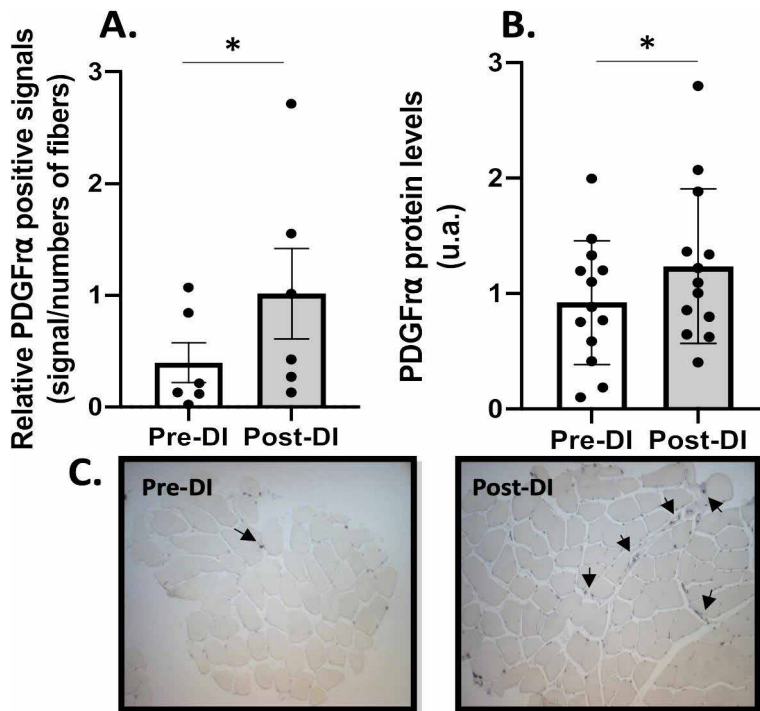 A.
Relative PDGFrα positive signals
(signal/numbers of fibers)
3
2
1
0
*
Pre-DI
Post-DI
B.
PDGFrα protein levels
(u.a.)
3
2
1
0
*
Pre-DI
Post-DI
C.
Pre-DI
Post-DI